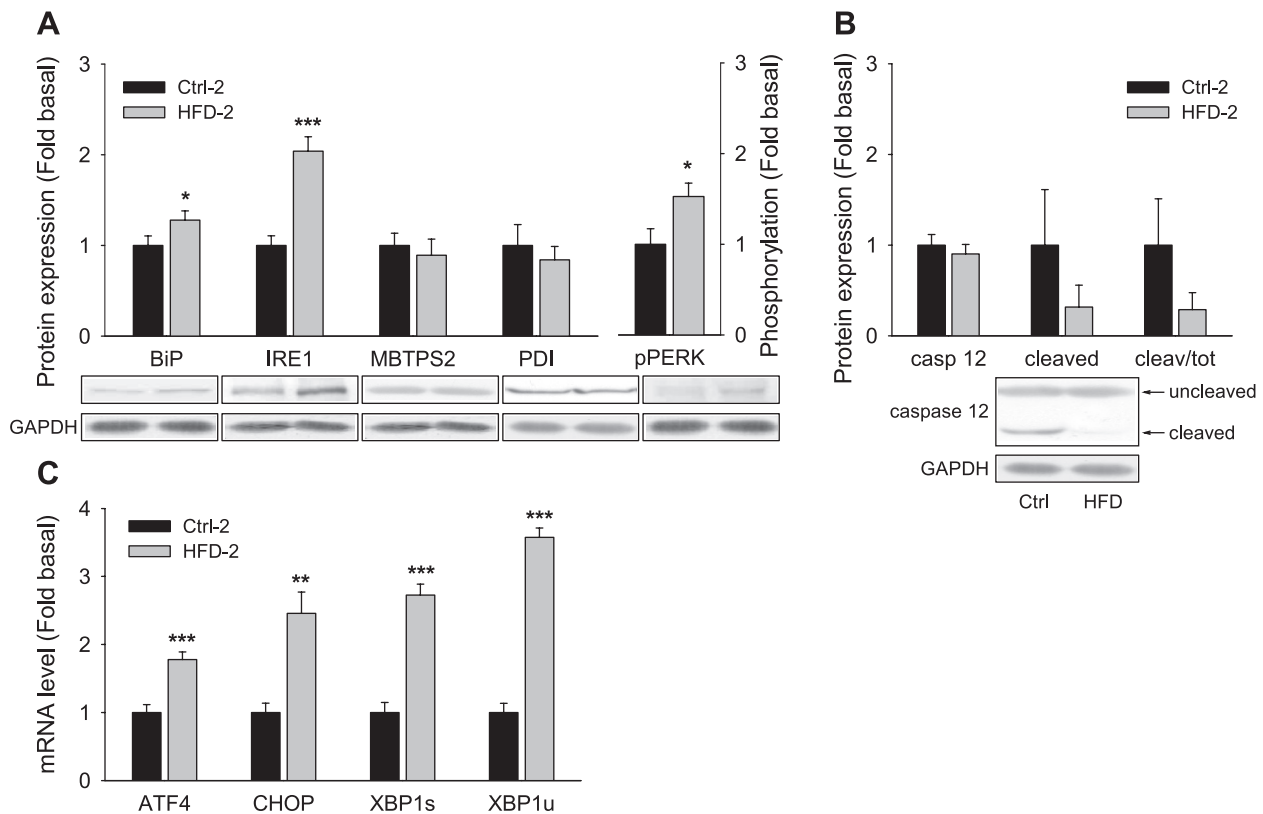 A
Protein expression (Fold basal)
3
2
1
0
Ctrl-2
HFD-2
*
***
*
3
2
1
0
Phosphorylation (Fold basal)
BiP IRE1 MBTPS2 PDI pPERK
GAPDH
B
Protein expression (Fold basal)
3
2
1
0
Ctrl-2
HFD-2
casp 12 cleaved cleav/tot
caspase 12
uncleaved
cleaved
GAPDH
Ctrl HFD
C
mRNA level (Fold basal)
4
3
2
1
0
Ctrl-2
HFD-2
***
**
***
***
ATF4 CHOP XBP1s XBP1u